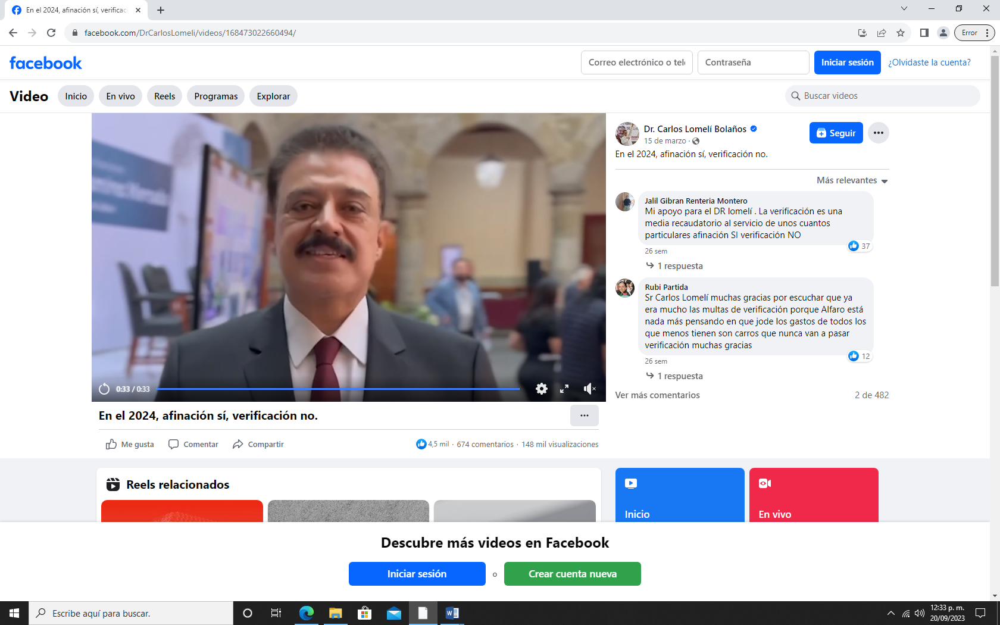 En el 2024, afinación sí, verificac
facebook.com/DrCarlosLomeli/videos/168473022660494/
Error
facebook
Correo electrónico o tel
Contraseña
Iniciar sesión
¿Olvidaste la cuenta?
Video
Inicio
En vivo
Reels
Programas
Explorar
Buscar videos
Dr. Carlos Lomelí Bolaños
15 de marzo ·
Seguir
En el 2024, afinación sí, verificación no.
Más relevantes
Jalil Gibran Renteria Montero
Mi apoyo para el DR lomelí . La verificación es una
media recaudatorio al servicio de unos cuantos
particulares afinación SI verificación NO
37
26 sem
1 respuesta
Rubi Partida
Sr Carlos Lomelí muchas gracias por escuchar que ya
era mucho las multas de verificación porque Alfaro está
nada más pensando en que jode los gastos de todos los
que menos tienen son carros que nunca van a pasar
verificación muchas gracias
12
26 sem
1 respuesta
Ver más comentarios
2 de 482
0:33 / 0:33
En el 2024, afinación sí, verificación no.
Me gusta
Comentar
Compartir
4,5 mil · 674 comentarios · 148 mil visualizaciones
Reels relacionados
Inicio
En vivo
Descubre más videos en Facebook
Iniciar sesión
o
Crear cuenta nueva
Escribe aquí para buscar.
12:33 p. m.
20/09/2023